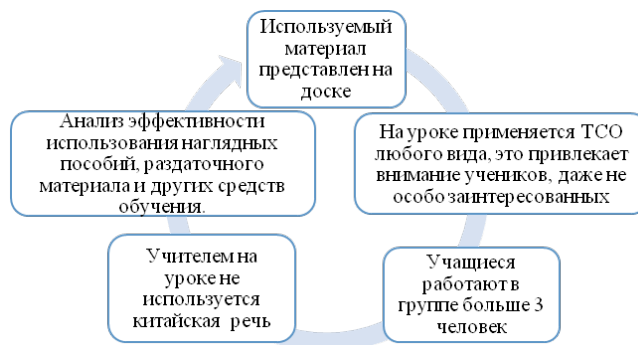 Используемый
материал
представлен на
доске
На уроке применяется ТСО
любого вида, это привлекает
внимание учеников, даже не
особо заинтересованных
Учащиеся
работают в
группе больше 3
человек
Учителем на
уроке не
используется
китайская речь
Анализ эффективности
использования наглядных
пособий, раздаточного
материала и других средств
обучения.